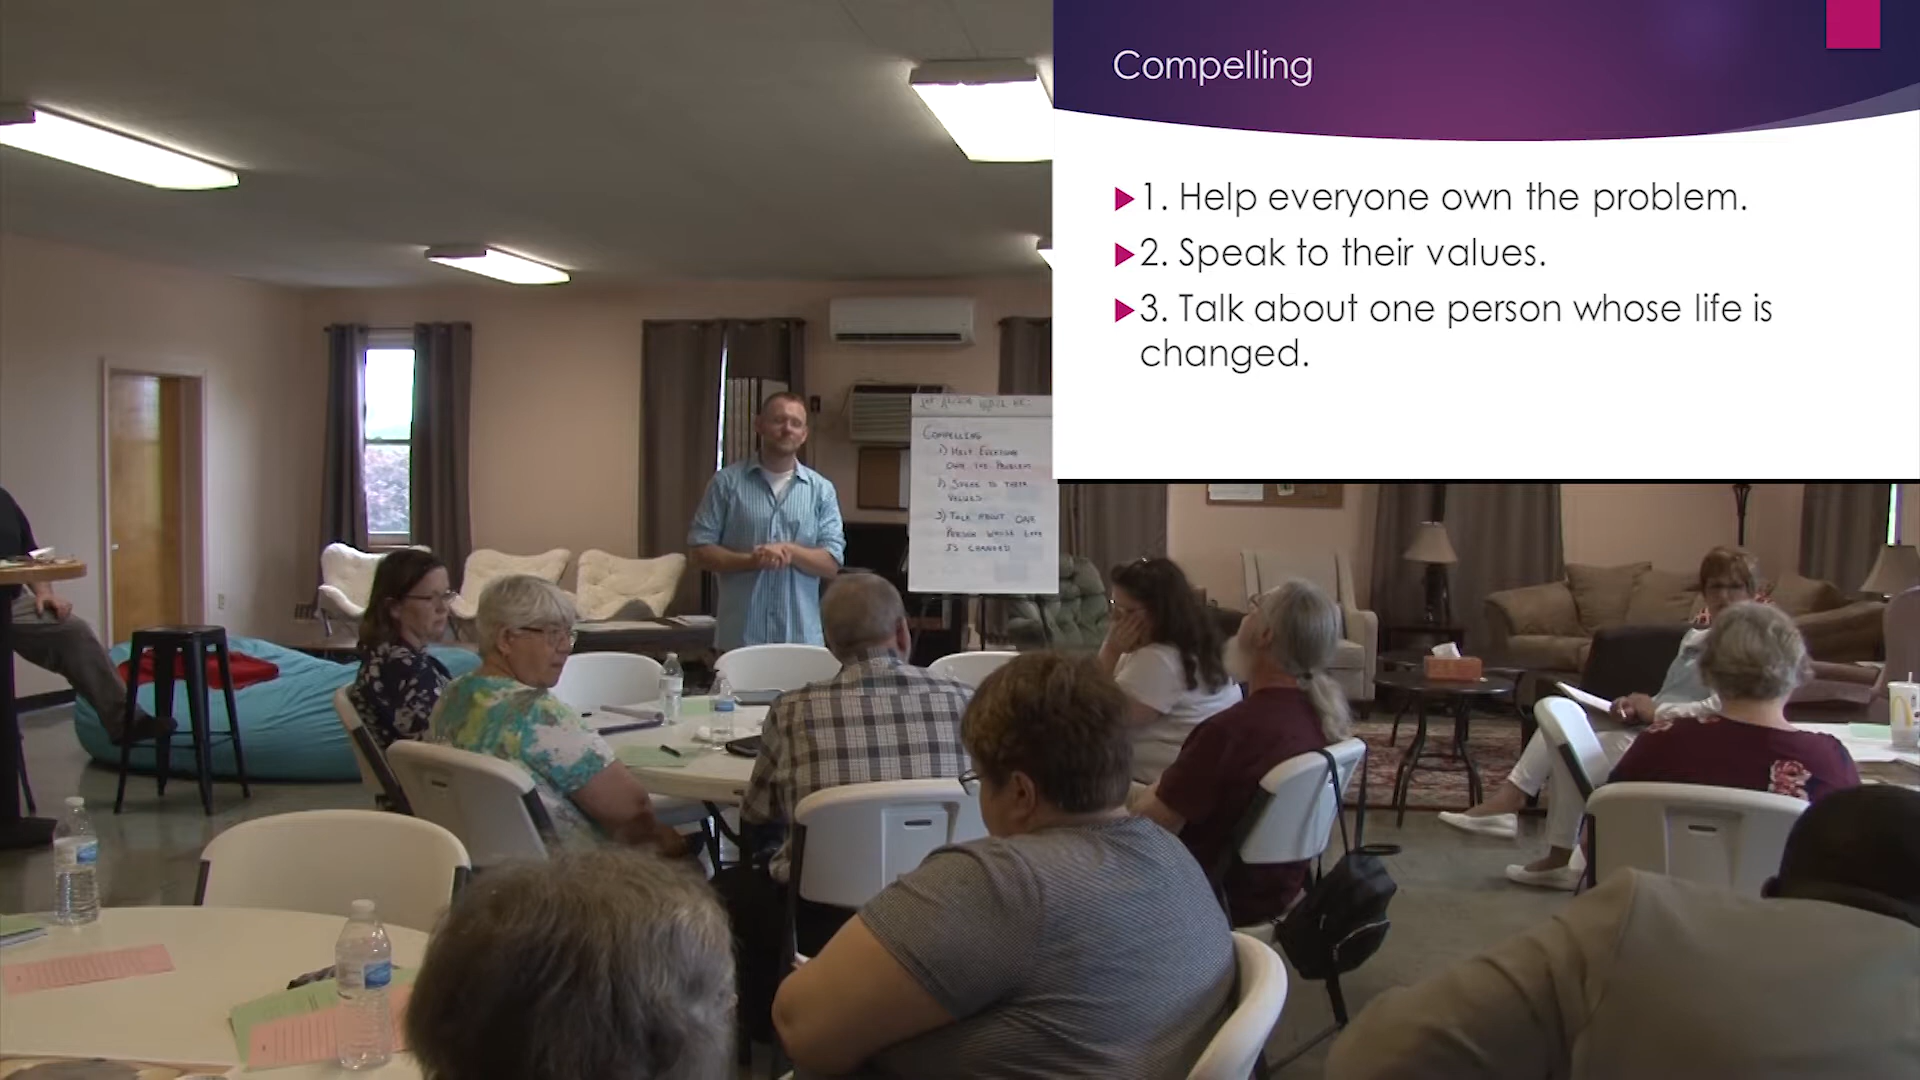 Compelling
1. Help everyone own the problem.
2. Speak to their values.
3. Talk about one person whose life is
changed.
COMPELLING
1) HELP EVERYONE
OWN THE PROBLEM
2) SPEAK TO THEIR
VALUES
3) TALK ABOUT ONE
PERSON WHOSE LIFE
IS CHANGED